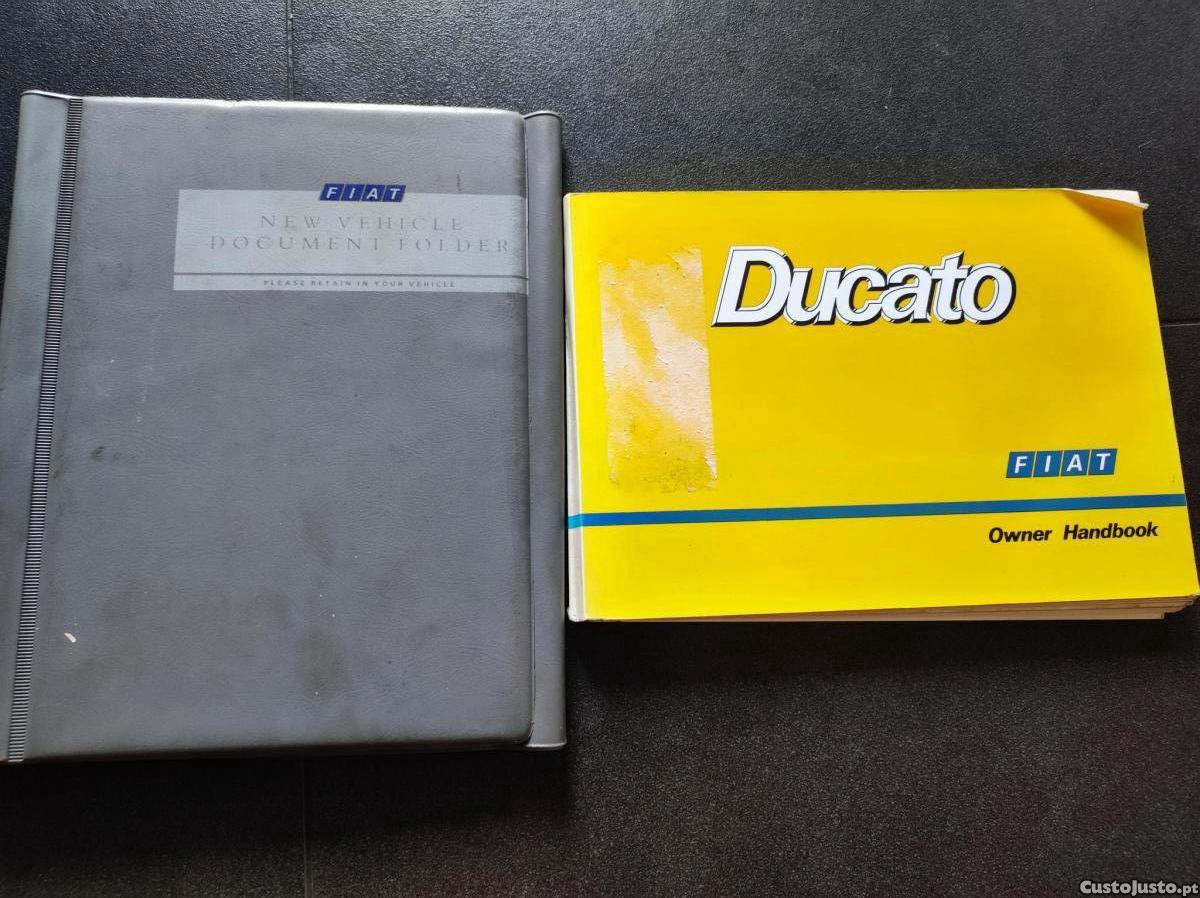 FIAT
NEW VEHICLE
DOCUMENT FOLDER
PLEASE RETAIN IN YOUR VEHICLE
Ducato
FIAT
Owner Handbook
CustoJusto.pt